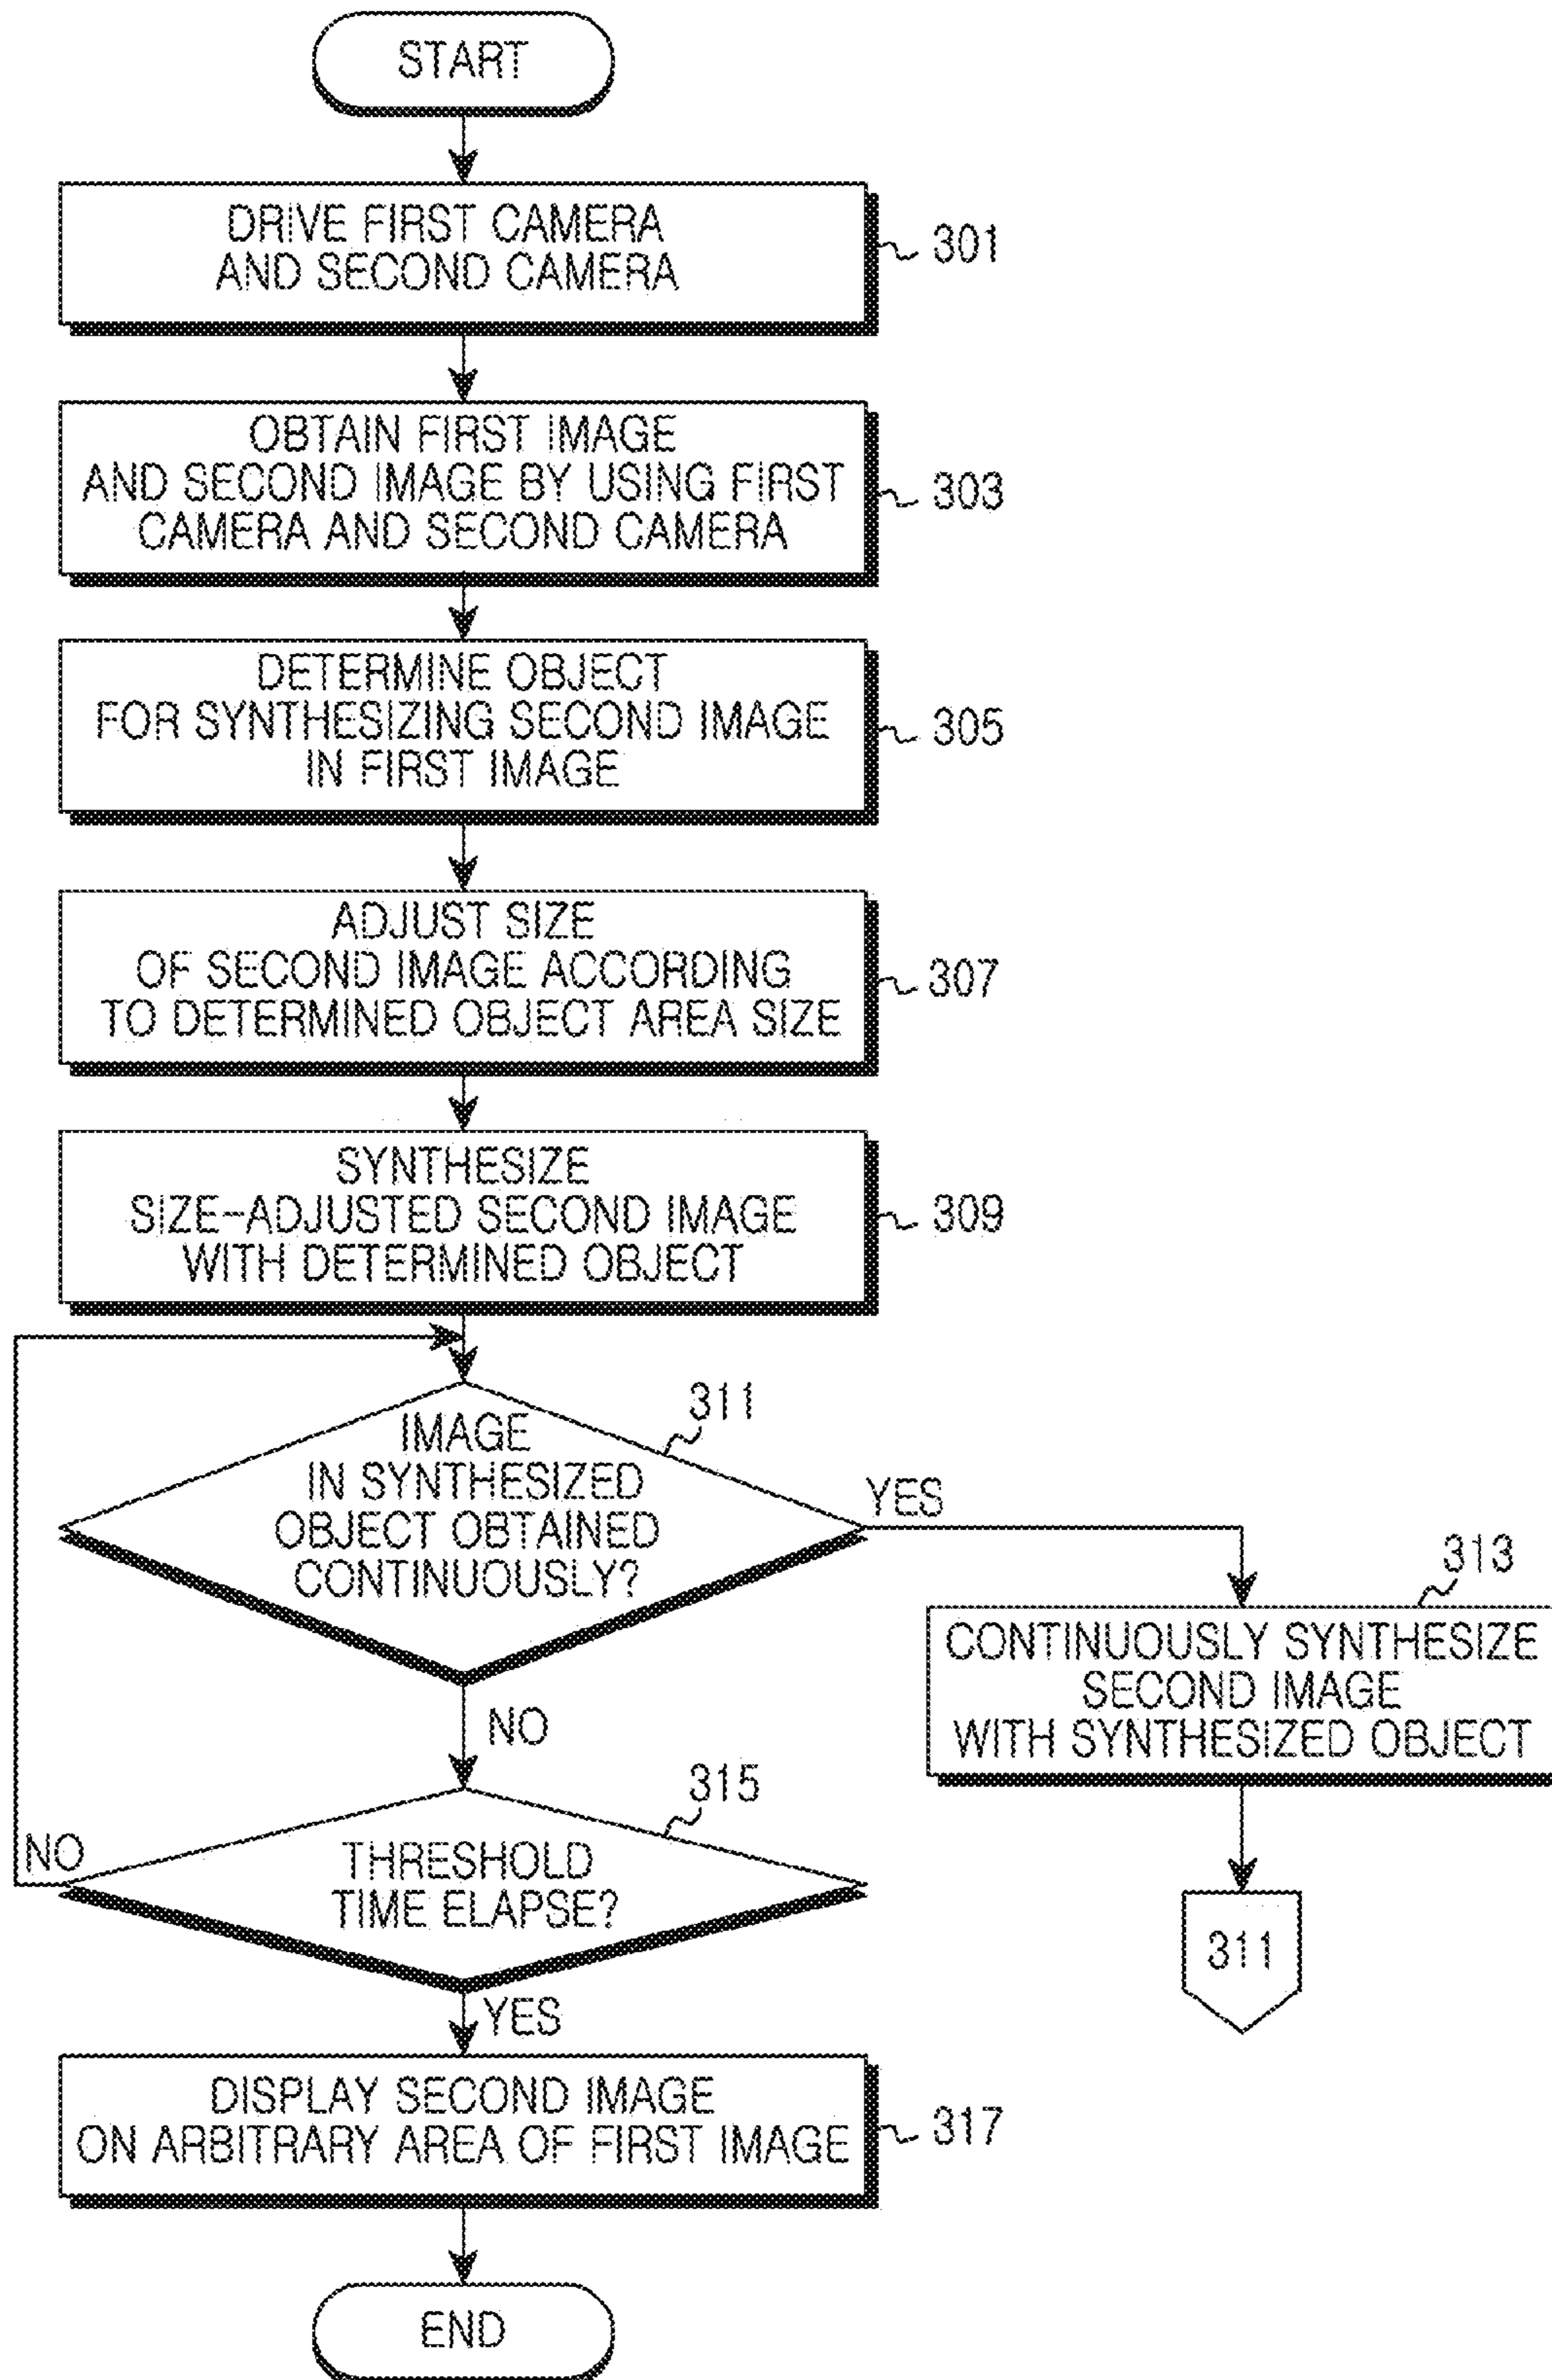 START
DRIVE FIRST CAMERA
AND SECOND CAMERA
301
OBTAIN FIRST IMAGE
AND SECOND IMAGE BY USING FIRST
CAMERA AND SECOND CAMERA
303
DETERMINE OBJECT
FOR SYNTHESIZING SECOND IMAGE
IN FIRST IMAGE
305
ADJUST SIZE
OF SECOND IMAGE ACCORDING
TO DETERMINED OBJECT AREA SIZE
307
SYNTHESIZE
SIZE-ADJUSTED SECOND IMAGE
WITH DETERMINED OBJECT
309
311
IMAGE
IN SYNTHESIZED
OBJECT OBTAINED
CONTINUOUSLY?
YES
313
CONTINUOUSLY SYNTHESIZE
SECOND IMAGE
WITH SYNTHESIZED OBJECT
311
NO
315
THRESHOLD
TIME ELAPSE?
NO
YES
DISPLAY SECOND IMAGE
ON ARBITRARY AREA OF FIRST IMAGE
317
END